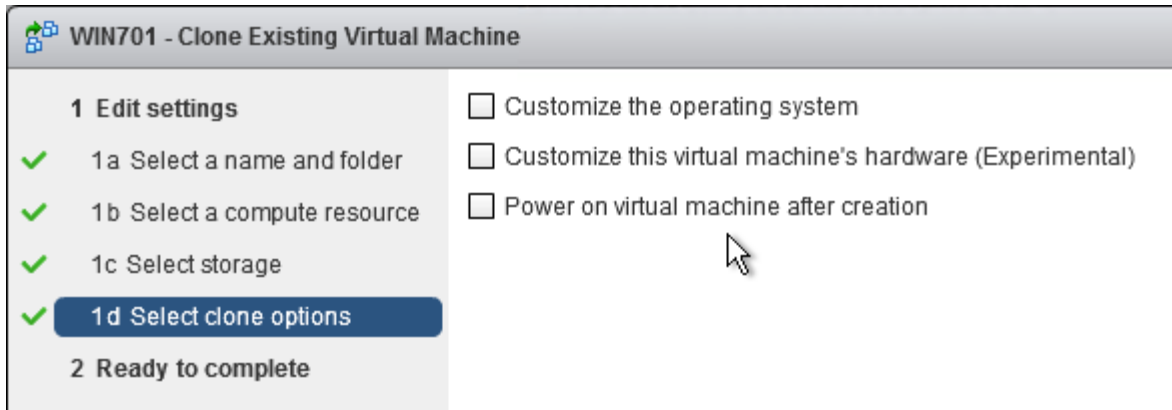 WIN701 - Clone Existing Virtual Machine
1 Edit settings
1a Select a name and folder
1b Select a compute resource
1c Select storage
1d Select clone options
2 Ready to complete
Customize the operating system
Customize this virtual machine's hardware (Experimental)
Power on virtual machine after creation